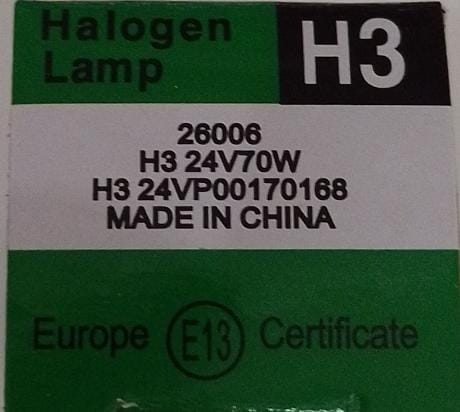 Halogen H3
Lamp
26006
H3 24V70W
H3 24VP00170168
MADE IN CHINA
Europe E13 Certificate